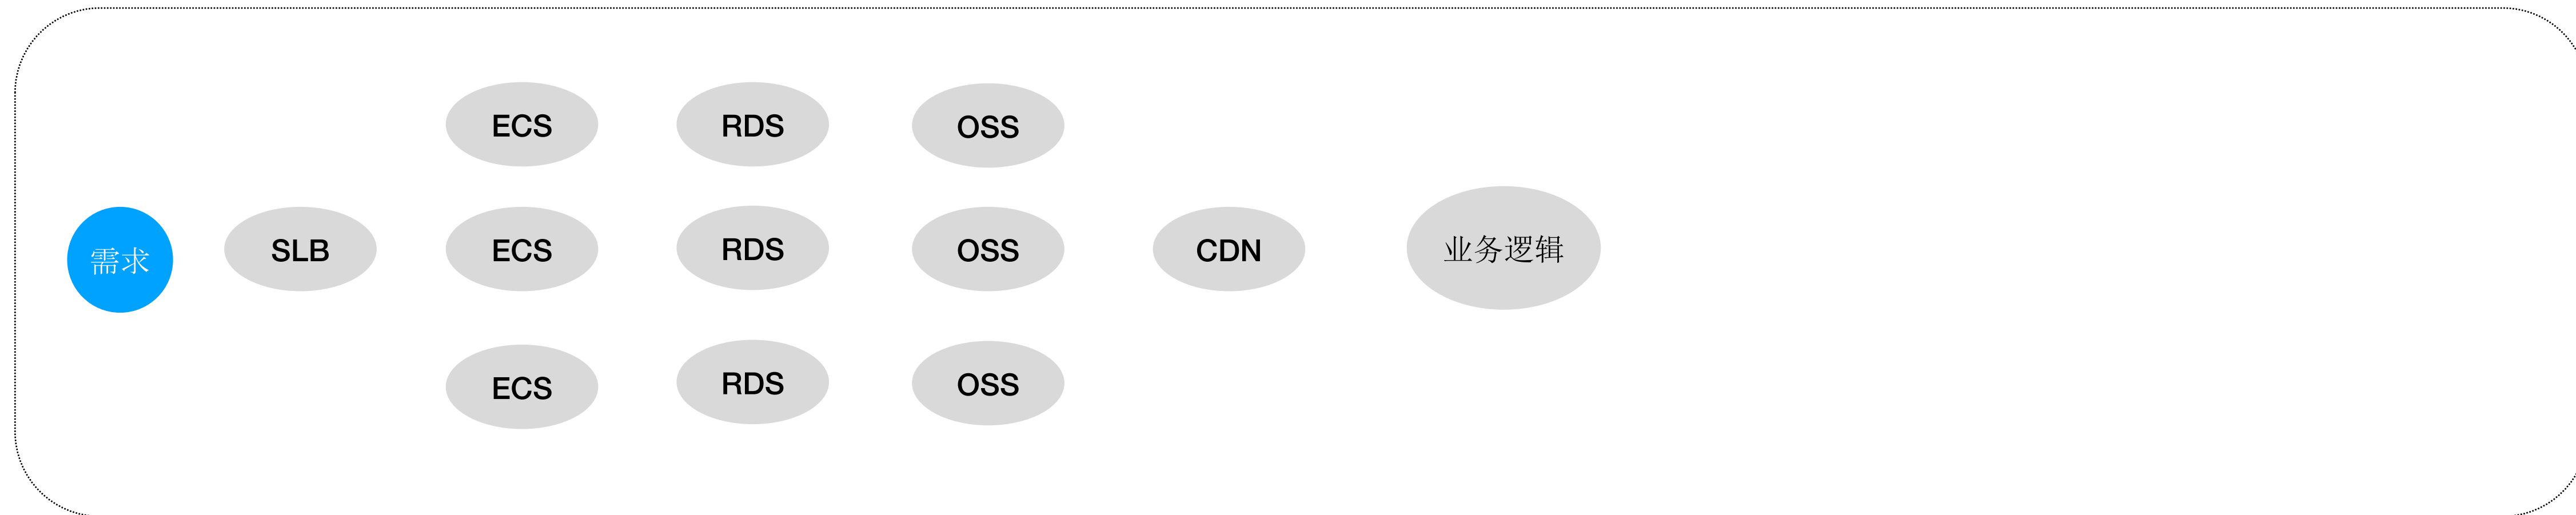 ECS
RDS
OSS
需求
SLB
ECS
RDS
OSS
CDN
业务逻辑
ECS
RDS
OSS